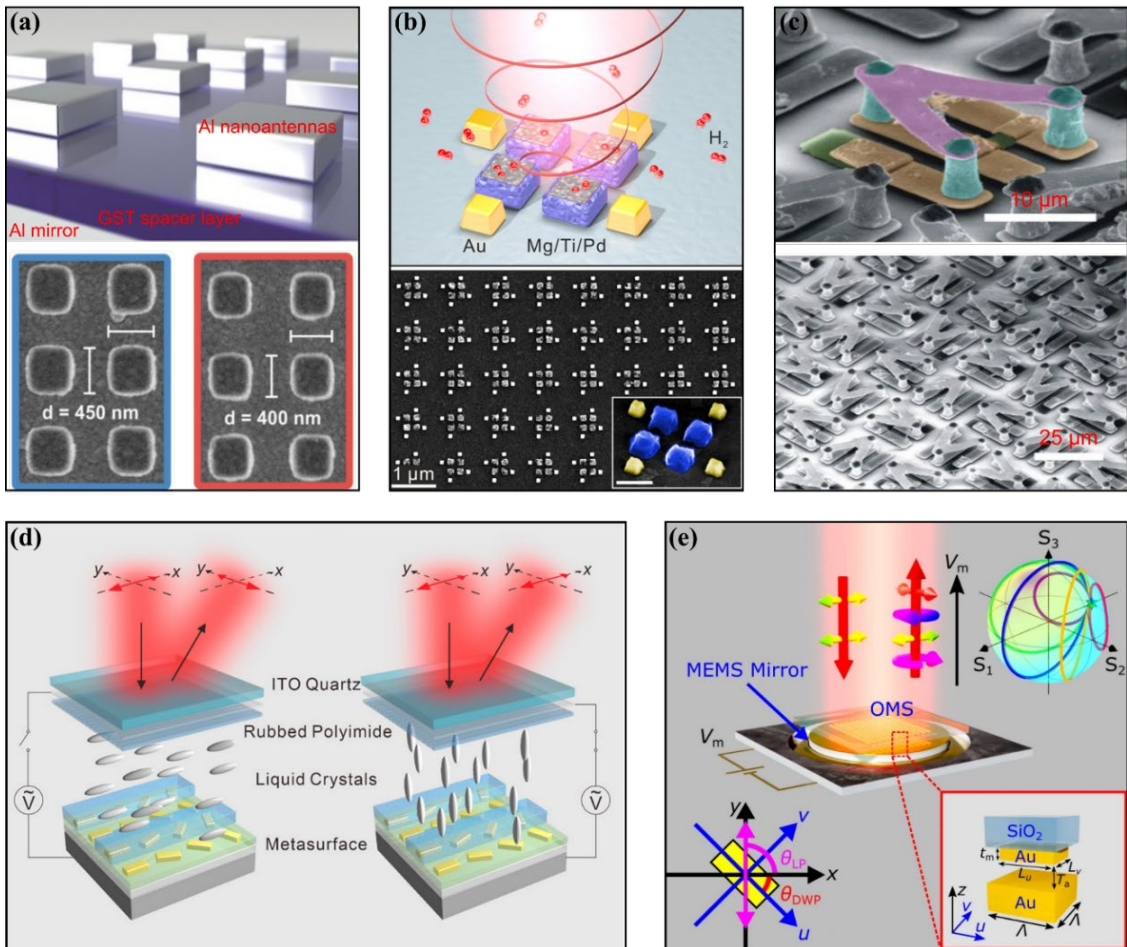 (a)
Al nanoantennas
GST spacer layer
Al mirror
d = 450 nm
d = 400 nm
(b)
H₂
Au
Mg/Ti/Pd
1 μm
(c)
10 μm
25 μm
(d)
y
x
y
x
y
x
y
x
ITO Quartz
Rubbed Polyimide
Liquid Crystals
Metasurface
Ṽ
Ṽ
(e)
Vₘ
S₃
S₁
S₂
MEMS Mirror
OMS
Vₘ
y
v
θLP
x
θDWP
u
SiO₂
tₘ
Au
Lᵤ
Lᵥ
Tₐ
Au
z
v
u
Λ
Λ